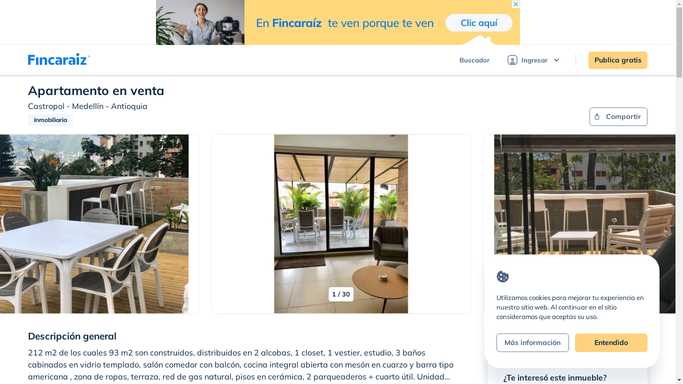 En Fincaraíz te ven porque te ven
Clic aquí
Fincaraiz
Buscador
Ingresar
Publica gratis
Apartamento en venta
Castropol - Medellín - Antioquia
Inmobiliaria
Compartir
1 / 30
Descripción general
212 m2 de los cuales 93 m2 son construidos, distribuidos en 2 alcobas, 1 closet, 1 vestier, estudio, 3 baños
cabinados en vidrio templado, salón comedor con balcón, cocina integral abierta con mesón en cuarzo y barra tipo
americana , zona de ropas, terraza, red de gas natural, pisos en cerámica, 2 parqueaderos + cuarto útil. Unidad...
Utilizamos cookies para mejorar tu experiencia en
nuestro sitio web. Al continuar en el sitio
consideramos que aceptas su uso.
Más información
Entendido
¿Te interesó este inmueble?